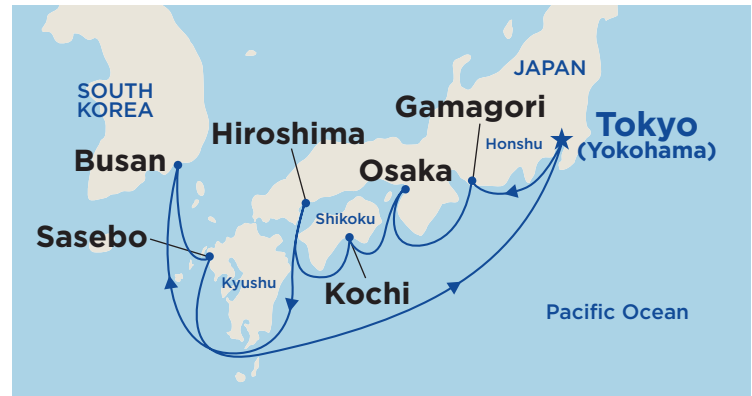 JAPAN
SOUTH
KOREA
Gamagori
Tokyo
(Yokohama)
Hiroshima
Honshu
Busan
Osaka
Shikoku
Sasebo
Kyushu
Kochi
Pacific Ocean